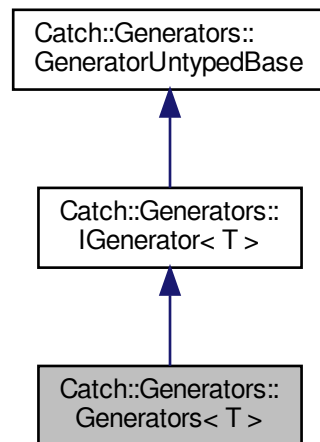 Catch::Generators::
GeneratorUntypedBase
Catch::Generators::
IGenerator< T >
Catch::Generators::
Generators< T >